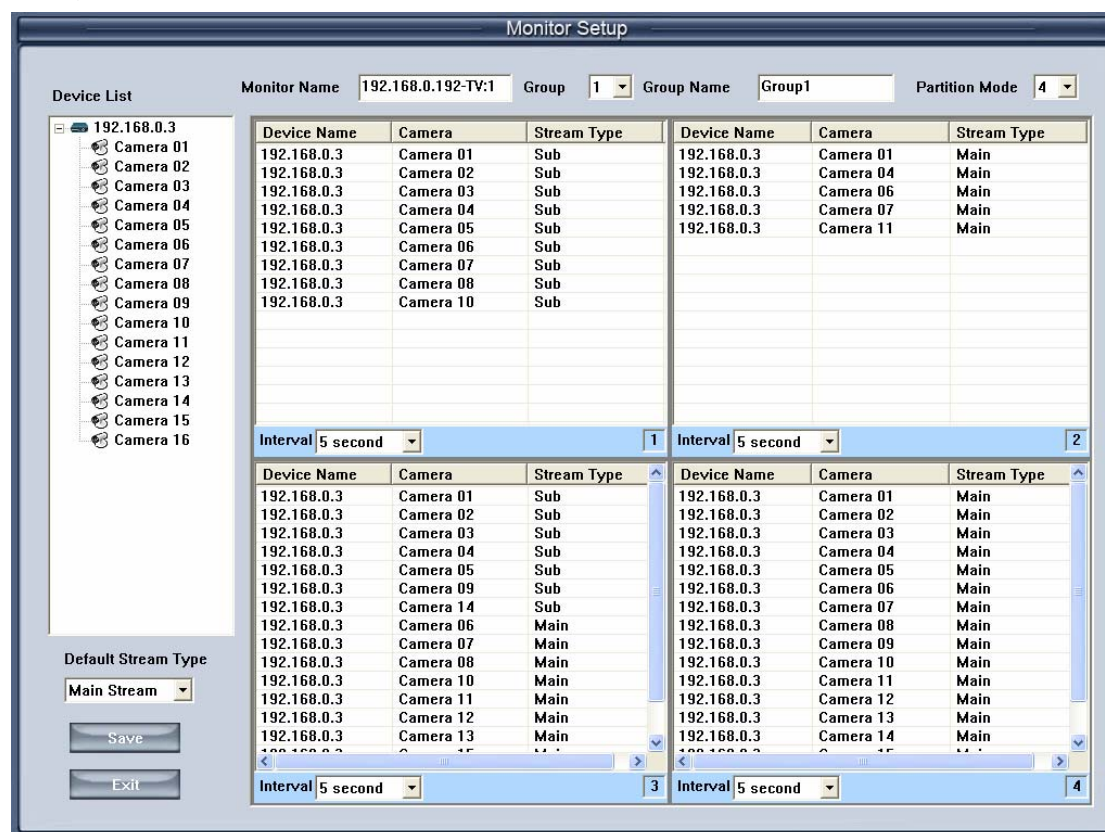 Monitor Setup
Monitor Name 192.168.0.192-TV:1 Group 1 Group Name Group1 Partition Mode 4
Device List
192.168.0.3
Camera 01
Camera 02
Camera 03
Camera 04
Camera 05
Camera 06
Camera 07
Camera 08
Camera 09
Camera 10
Camera 11
Camera 12
Camera 13
Camera 14
Camera 15
Camera 16
Default Stream Type
Main Stream
Save
Exit
Device Name Camera Stream Type
192.168.0.3 Camera 01 Sub
192.168.0.3 Camera 02 Sub
192.168.0.3 Camera 03 Sub
192.168.0.3 Camera 04 Sub
192.168.0.3 Camera 05 Sub
192.168.0.3 Camera 06 Sub
192.168.0.3 Camera 07 Sub
192.168.0.3 Camera 08 Sub
192.168.0.3 Camera 10 Sub
Interval 5 second 1
Device Name Camera Stream Type
192.168.0.3 Camera 01 Main
192.168.0.3 Camera 04 Main
192.168.0.3 Camera 06 Main
192.168.0.3 Camera 07 Main
192.168.0.3 Camera 11 Main
Interval 5 second 2
Device Name Camera Stream Type
192.168.0.3 Camera 01 Sub
192.168.0.3 Camera 02 Sub
192.168.0.3 Camera 03 Sub
192.168.0.3 Camera 04 Sub
192.168.0.3 Camera 05 Sub
192.168.0.3 Camera 09 Sub
192.168.0.3 Camera 14 Sub
192.168.0.3 Camera 06 Main
192.168.0.3 Camera 07 Main
192.168.0.3 Camera 08 Main
192.168.0.3 Camera 10 Main
192.168.0.3 Camera 11 Main
192.168.0.3 Camera 12 Main
192.168.0.3 Camera 13 Main
Interval 5 second 3
Device Name Camera Stream Type
192.168.0.3 Camera 01 Main
192.168.0.3 Camera 02 Main
192.168.0.3 Camera 03 Main
192.168.0.3 Camera 04 Main
192.168.0.3 Camera 05 Main
192.168.0.3 Camera 06 Main
192.168.0.3 Camera 07 Main
192.168.0.3 Camera 08 Main
192.168.0.3 Camera 09 Main
192.168.0.3 Camera 10 Main
192.168.0.3 Camera 11 Main
192.168.0.3 Camera 12 Main
192.168.0.3 Camera 13 Main
192.168.0.3 Camera 14 Main
Interval 5 second 4